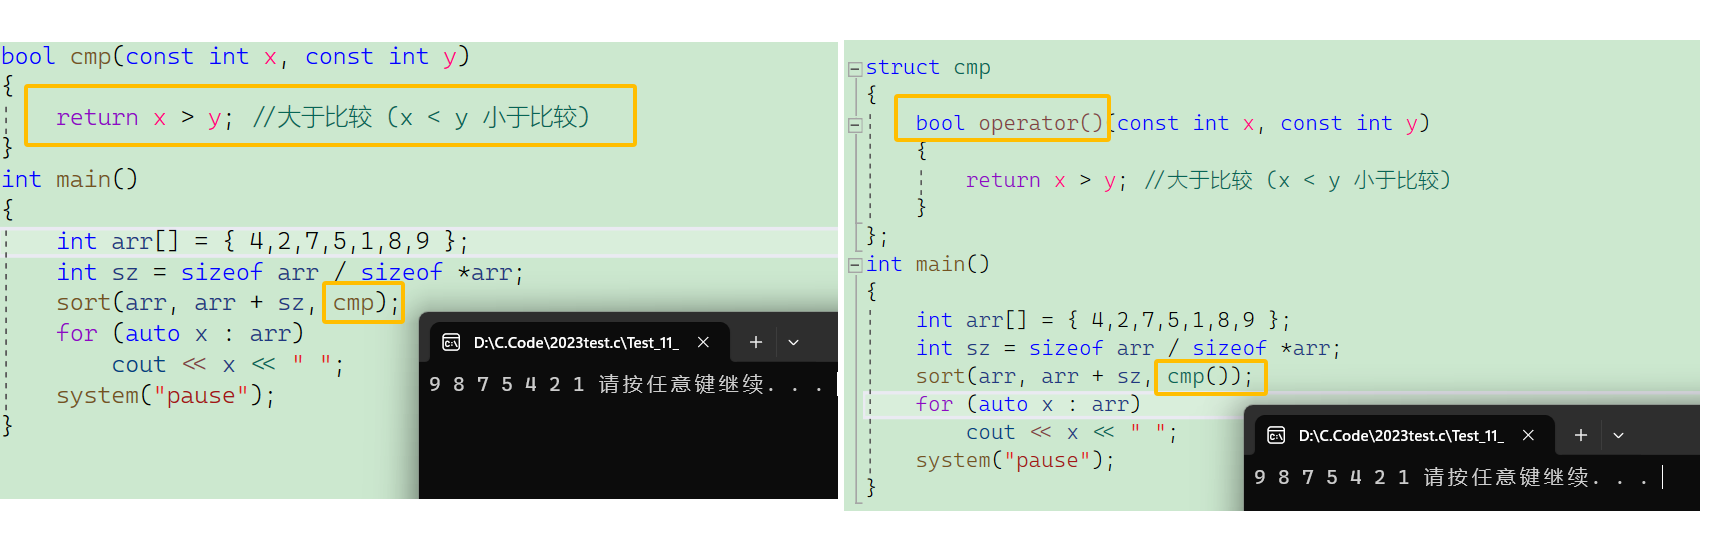 bool cmp(const int x, const int y)
{
return x > y; //大于比较 (x < y 小于比较)
}
int main()
{
int arr[] = { 4,2,7,5,1,8,9 };
int sz = sizeof arr / sizeof *arr;
sort(arr, arr + sz, cmp);
for (auto x : arr)
cout << x << " ";
system("pause");
}
D:\C.Code\2023test.c\Test_11_
9 8 7 5 4 2 1 请按任意键继续. . .
struct cmp
{
bool operator()(const int x, const int y)
{
return x > y; //大于比较 (x < y 小于比较)
}
};
int main()
{
int arr[] = { 4,2,7,5,1,8,9 };
int sz = sizeof arr / sizeof *arr;
sort(arr, arr + sz, cmp());
for (auto x : arr)
cout << x << " ";
system("pause");
}
D:\C.Code\2023test.c\Test_11_
9 8 7 5 4 2 1 请按任意键继续. . .